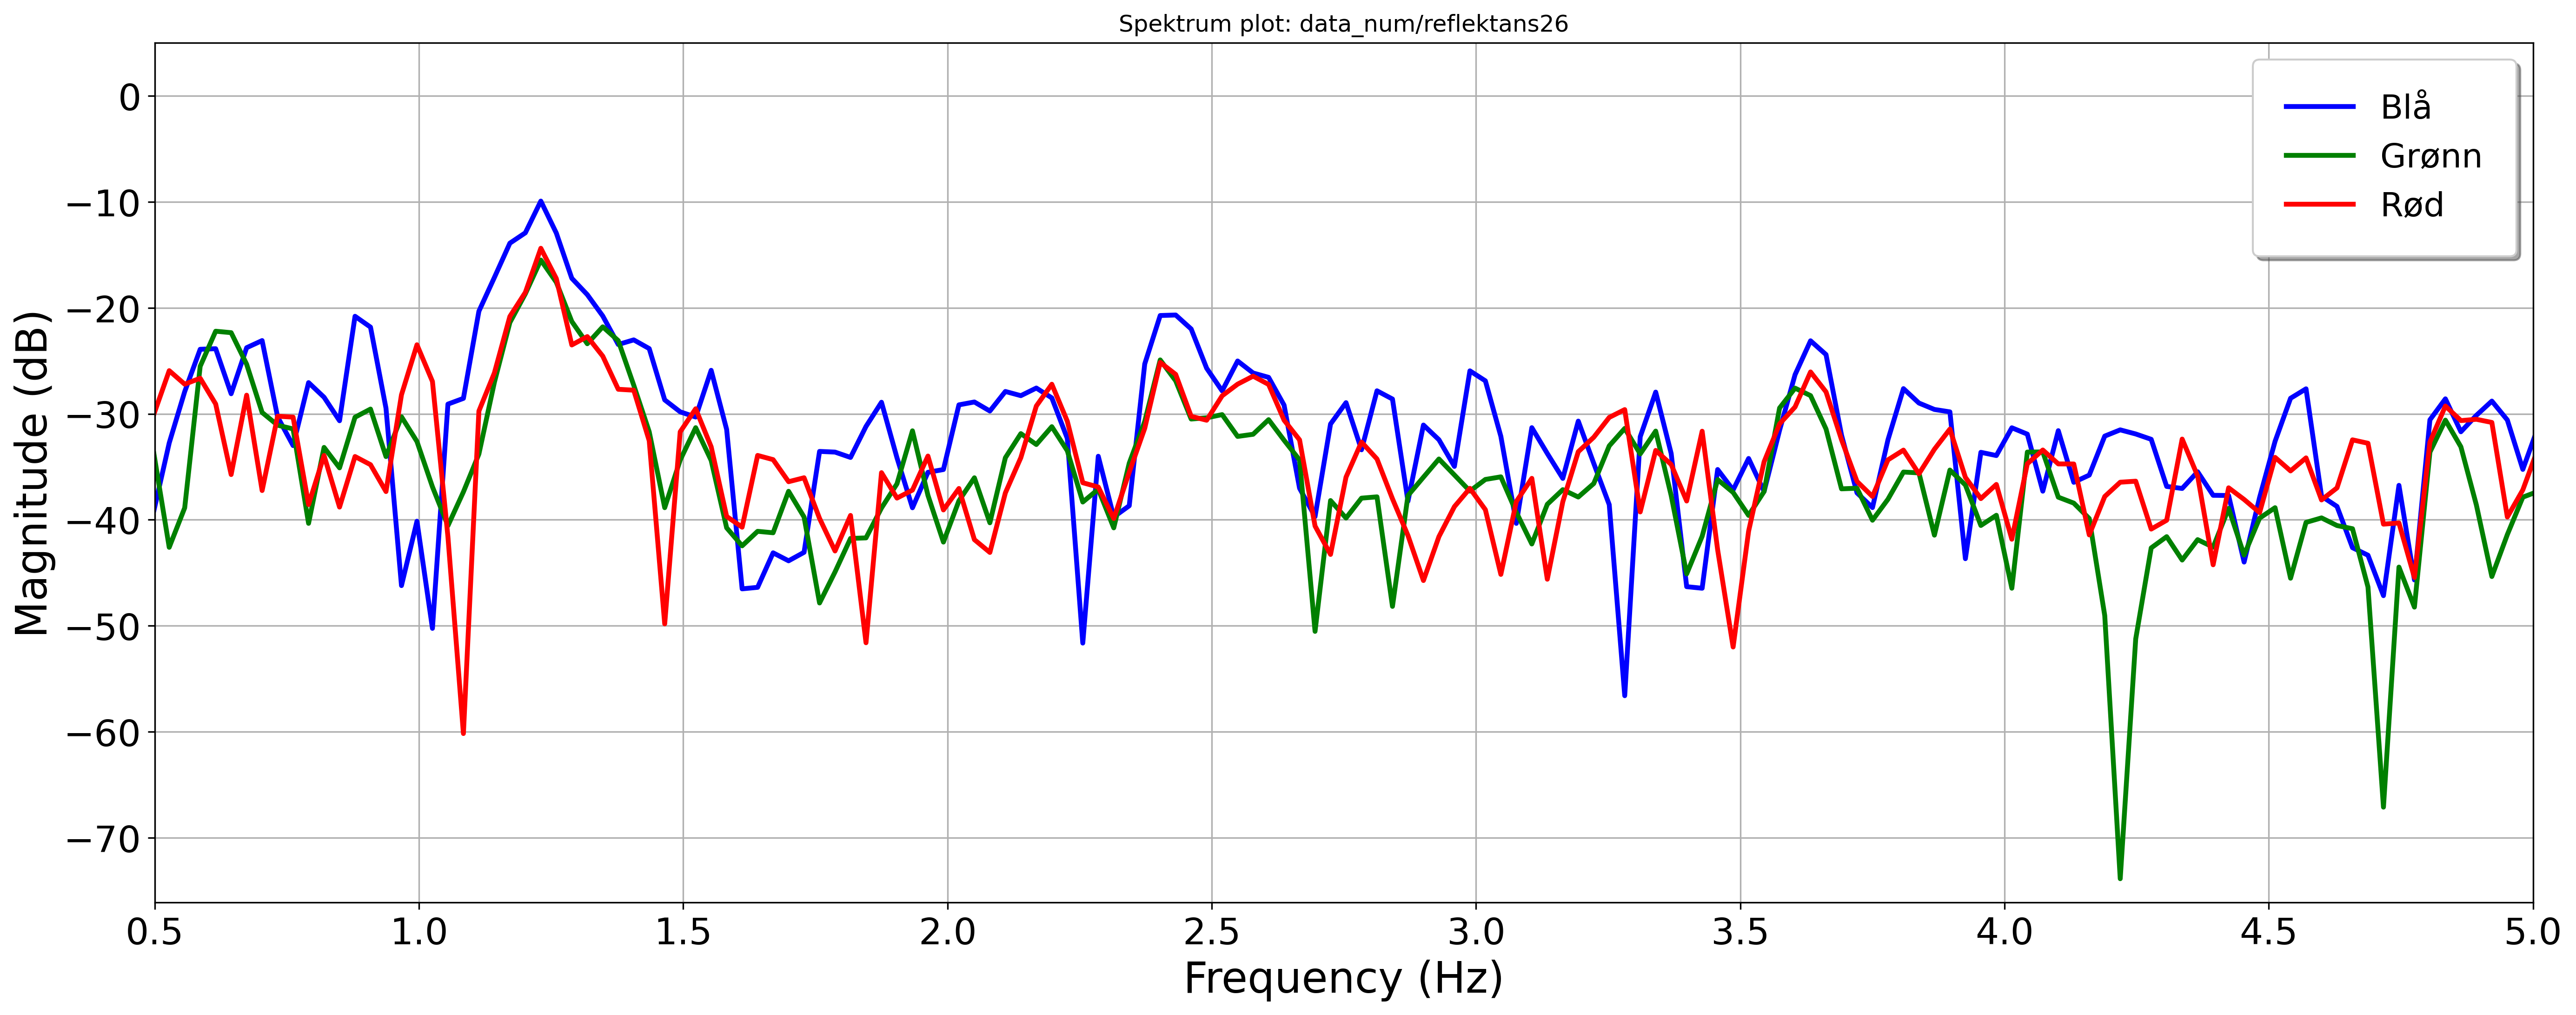 Spektrum plot: data_num/reflektans26
Magnitude (dB)
0
−10
−20
−30
−40
−50
−60
−70
Blå
Grønn
Rød
0.5 1.0 1.5 2.0 2.5 3.0 3.5 4.0 4.5 5.0
Frequency (Hz)